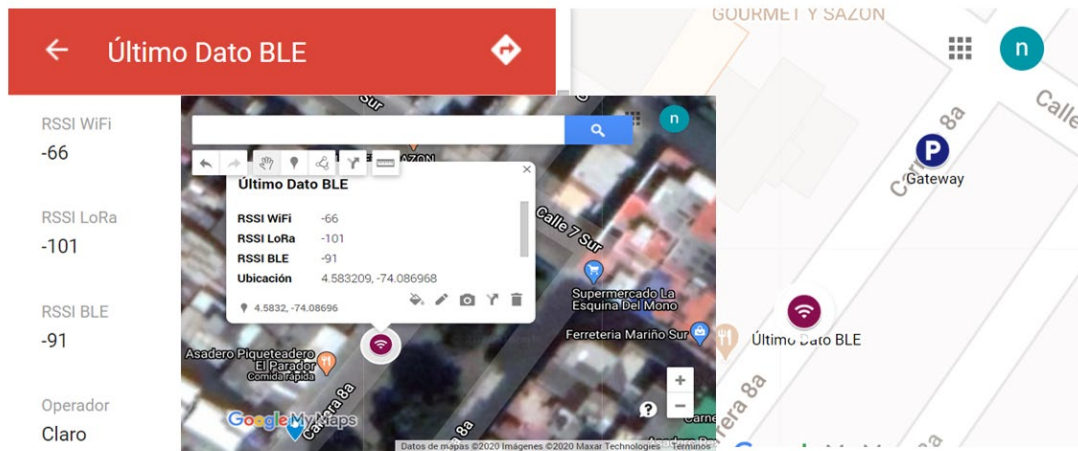 Último Dato BLE
RSSI WiFi
-66
RSSI LoRa
-101
RSSI BLE
-91
Operador
Claro
Sur
Último Dato BLE
RSSI WiFi -66
RSSI LoRa -101
RSSI BLE -91
Ubicación 4.583209, -74.086968
4.5832, -74.08696
n
Calle 7 Sur
Supermercado La
Esquina Del Mono
Ferreteria Mariño Sur
Asadero Piqueteadero
El Parador
Comida rápida
Carrera 8a
8a
Google My Maps
Datos de mapas ©2020 Imágenes ©2020 Maxar Technologies Términos
GOURMET Y SAZON
n
Calle
8a
P
Gateway
Último Dato BLE
rera 8a